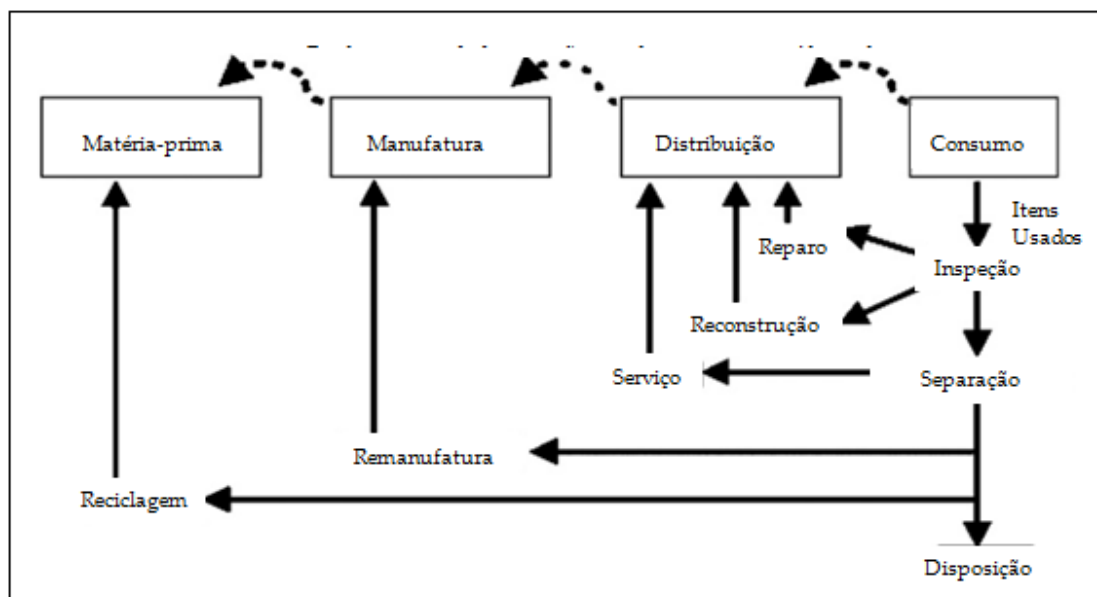 Matéria-prima
Manufatura
Distribuição
Consumo
Itens
Usados
Reparo
Inspeção
Reconstrução
Serviço
Separação
Remanufatura
Reciclagem
Disposição